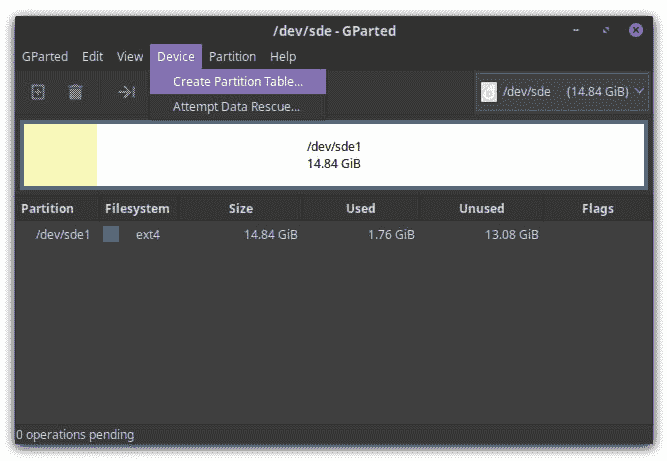 /dev/sde - GParted
GParted Edit View Device Partition Help
Create Partition Table...
/dev/sde (14.84 GiB)
Attempt Data Rescue...
/dev/sde1
14.84 GiB
Partition Filesystem Size Used Unused Flags
/dev/sde1 ext4 14.84 GiB 1.76 GiB 13.08 GiB
0 operations pending